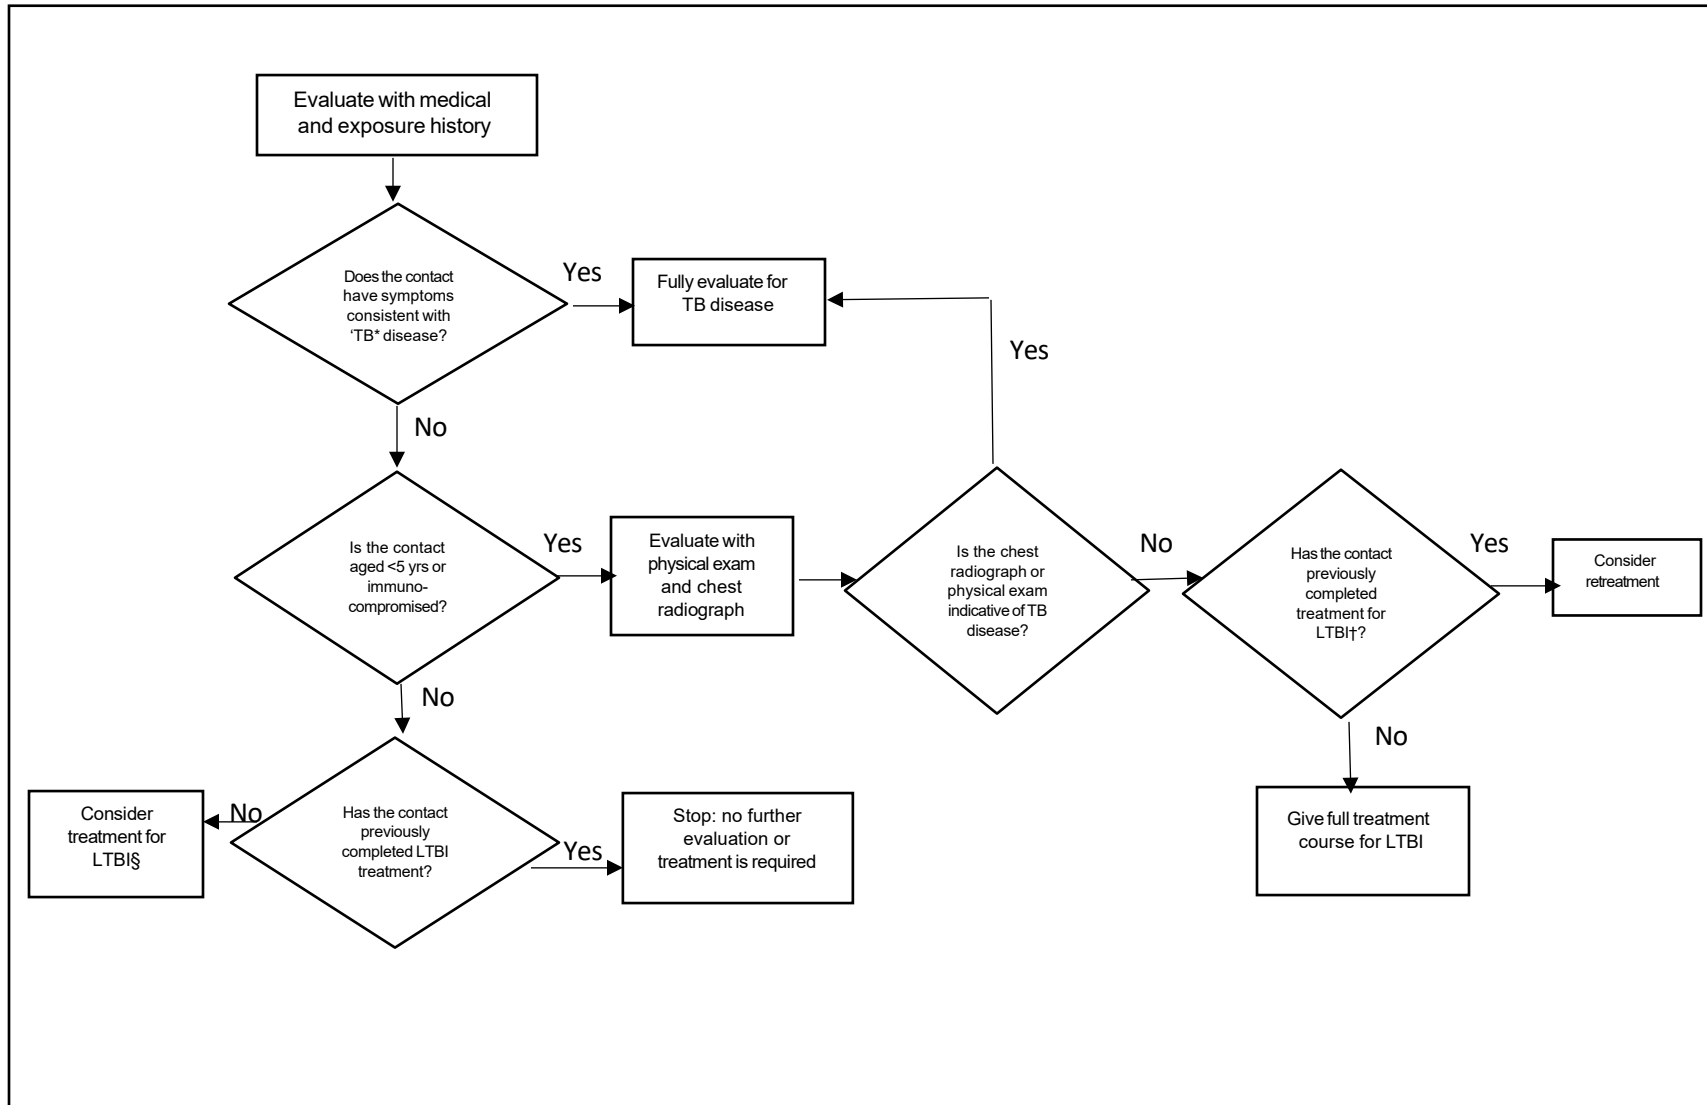 Evaluate with medical
and exposure history
Does the contact
have symptoms
consistent with
‘TB* disease?
Yes
Fully evaluate for
TB disease
Yes
No
Is the contact
aged <5 yrs or
immuno-
compromised?
Yes
Evaluate with
physical exam
and chest
radiograph
Is the chest
radiograph or
physical exam
indicative of TB
disease?
No
Has the contact
previously
completed
treatment for
LTBI†?
Yes
Consider
retreatment
No
No
Give full treatment
course for LTBI
Consider
treatment for
LTBI§
No
Has the contact
previously
completed LTBI
treatment?
Yes
Stop: no further
evaluation or
treatment is required